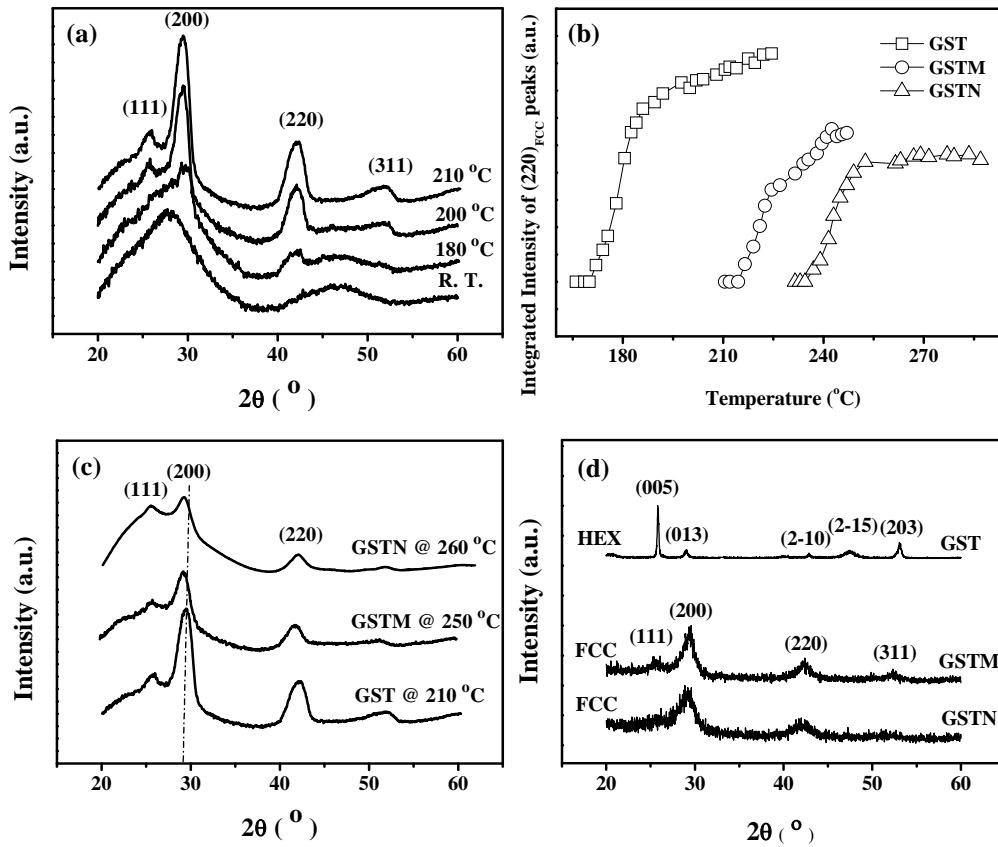 (a)
(200)
(111)
(220)
(311)
210 °C
200 °C
180 °C
R. T.
Intensity (a.u.)
20 30 40 50 60
2θ ( ° )
(b)
GST
GSTM
GSTN
Integrated Intensity of (220)FCC peaks (a.u.)
180 210 240 270
Temperature (°C)
(c)
(200)
(111)
(220)
GSTN @ 260 °C
GSTM @ 250 °C
GST @ 210 °C
Intensity (a.u.)
20 30 40 50 60
2θ ( ° )
(d)
(005)
(013)
(2-10)
(2-15)
(203)
HEX
GST
(200)
(111)
(220)
(311)
FCC
GSTM
FCC
GSTN
Intensity (a.u.)
20 30 40 50 60
2θ ( ° )